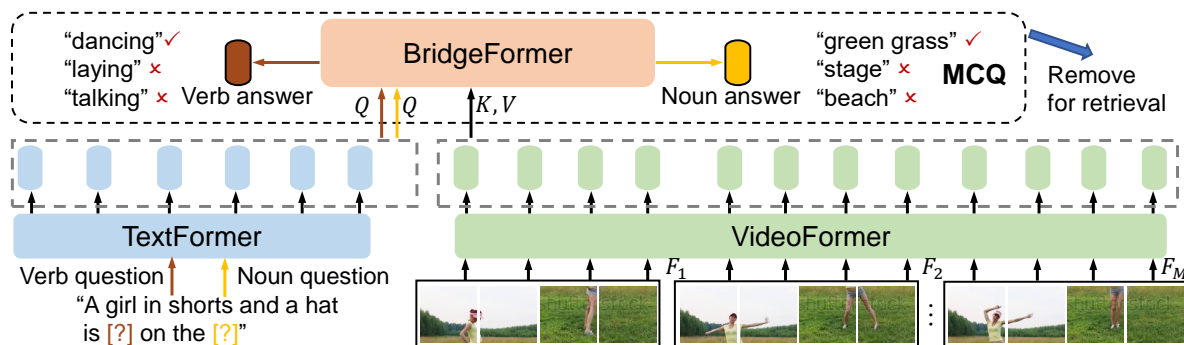 “dancing”✓
“laying” ×
“talking” ×
Verb answer
BridgeFormer
Noun answer
“green grass” ✓
“stage” ×
“beach” ×
MCQ
Remove
for retrieval
Q
Q
K, V
TextFormer
VideoFormer
Verb question
Noun question
“A girl in shorts and a hat
is [?] on the [?]”
F₁
F₂
⋮
F_M